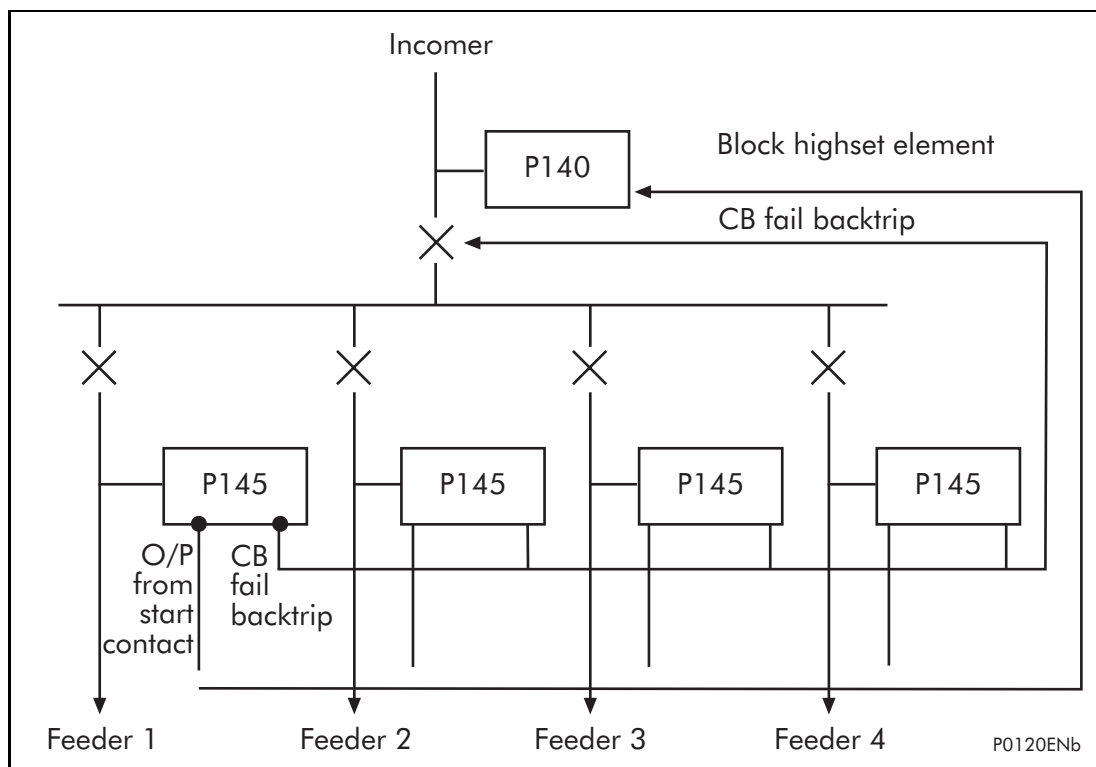 Incomer
Block highset element
P140
CB fail backtrip
P145
P145
P145
P145
O/P
from
start
contact
CB
fail
backtrip
Feeder 1
Feeder 2
Feeder 3
Feeder 4
P0120ENb